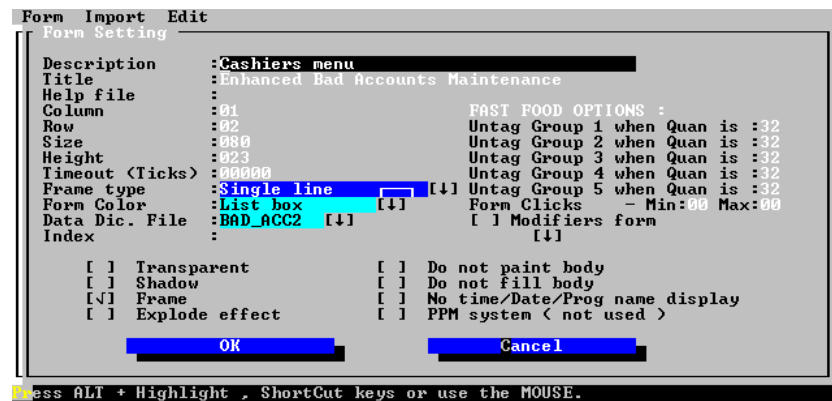 Form Import Edit
Form Setting
Description :Cashiers menu
Title :Enhanced Bad Accounts Maintenance
Help file :
Column :01 FAST FOOD OPTIONS :
Row :02 Untag Group 1 when Quan is :32
Size :080 Untag Group 2 when Quan is :32
Height :023 Untag Group 3 when Quan is :32
Timeout (Ticks) :00000 Untag Group 4 when Quan is :32
Frame type :Single line [↓] Untag Group 5 when Quan is :32
Form Color :List box [↓] Form Clicks - Min:00 Max:00
Data Dic. File :BAD_ACC2 [↓] [ ] Modifiers form
Index : [↓]
[ ] Transparent [ ] Do not paint body
[ ] Shadow [ ] Do not fill body
[√] Frame [ ] No time/Date/Prog name display
[ ] Explode effect [ ] PPM system ( not used )
OK Cancel
Press ALT + Highlight , ShortCut keys or use the MOUSE.